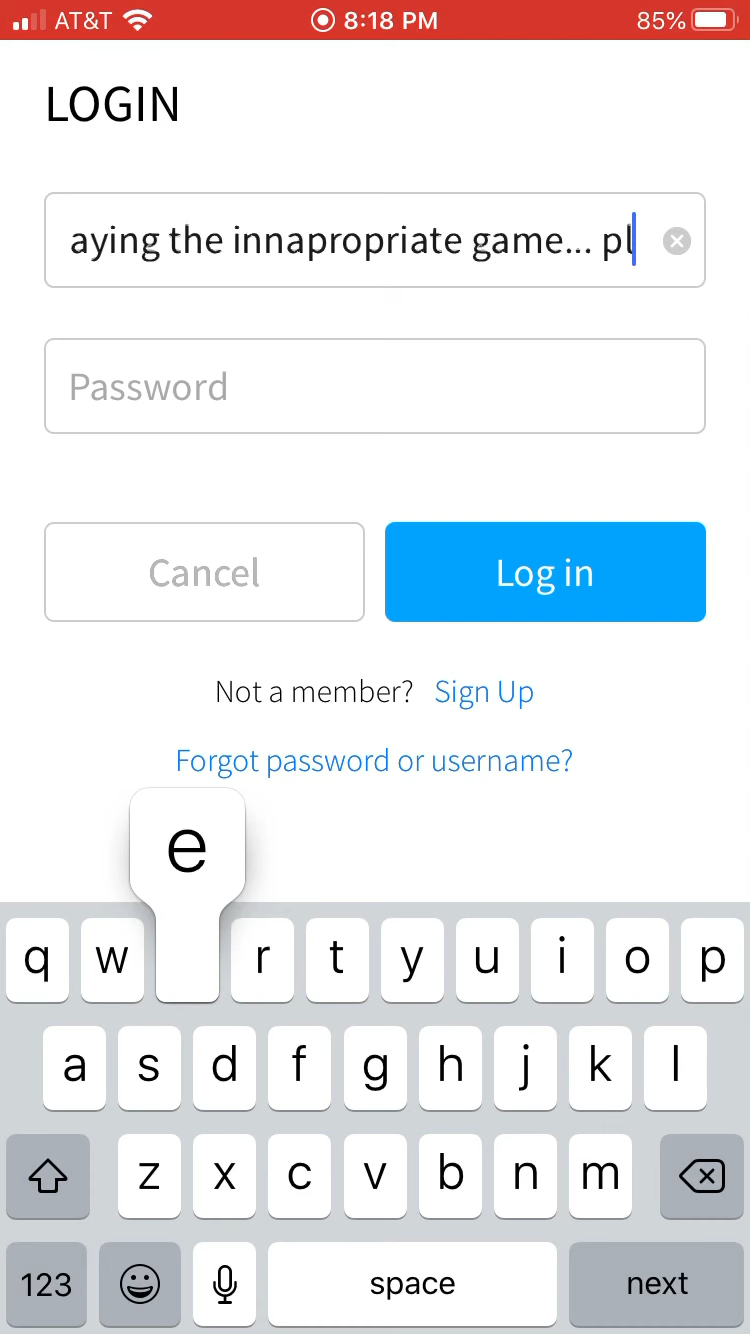 AT&T 8:18 PM 85%
LOGIN
aying the innapropriate game... pl
Password
Cancel Log in
Not a member? Sign Up
Forgot password or username?
e
q w r t y u i o p
a s d f g h j k l
z x c v b n m
123 space next